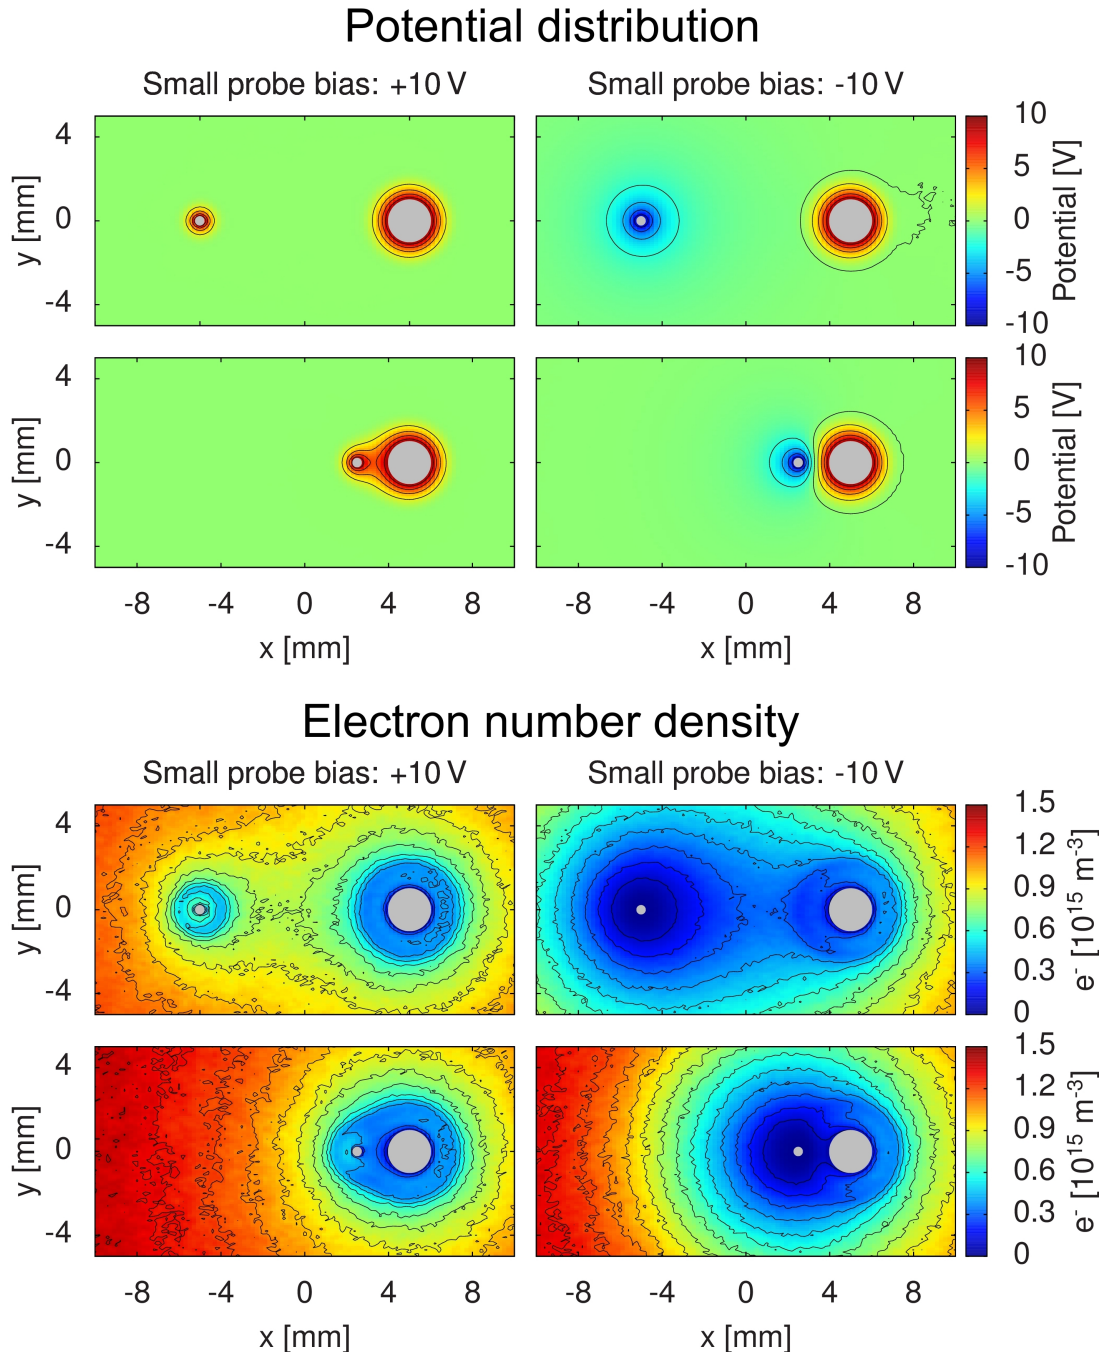 Potential distribution
Small probe bias: +10 V
Small probe bias: -10 V
4
0
-4
y [mm]
10
5
0
-5
-10
Potential [V]
4
0
-4
y [mm]
10
5
0
-5
-10
Potential [V]
-8 -4 0 4 8
x [mm]
-8 -4 0 4 8
x [mm]
Electron number density
Small probe bias: +10 V
Small probe bias: -10 V
4
0
-4
y [mm]
1.5
1.2
0.9
0.6
0.3
0
e⁻ [10¹⁵ m⁻³]
4
0
-4
y [mm]
1.5
1.2
0.9
0.6
0.3
0
e⁻ [10¹⁵ m⁻³]
-8 -4 0 4 8
x [mm]
-8 -4 0 4 8
x [mm]